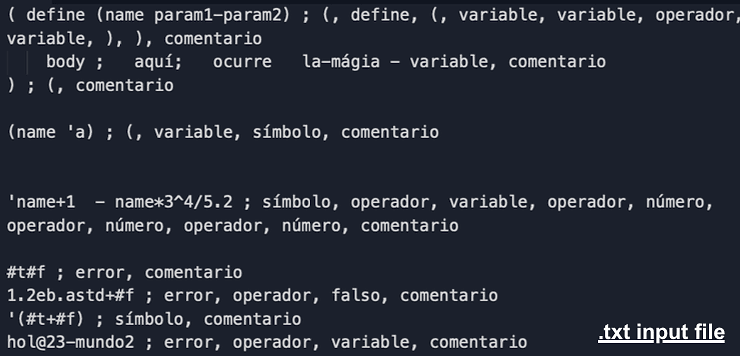 ( define (name param1-param2) ; (, define, (, variable, variable, operador,
variable, ), ), comentario
body ; aquí; ocurre la-mágia - variable, comentario
) ; (, comentario
(name 'a) ; (, variable, símbolo, comentario
'name+1 - name*3^4/5.2 ; símbolo, operador, variable, operador, número,
operador, número, operador, número, comentario
#t#f ; error, comentario
1.2eb.astd+#f ; error, operador, falso, comentario
'(#t+#f) ; símbolo, comentario
hol@23-mundo2 ; error, operador, variable, comentario
.txt input file